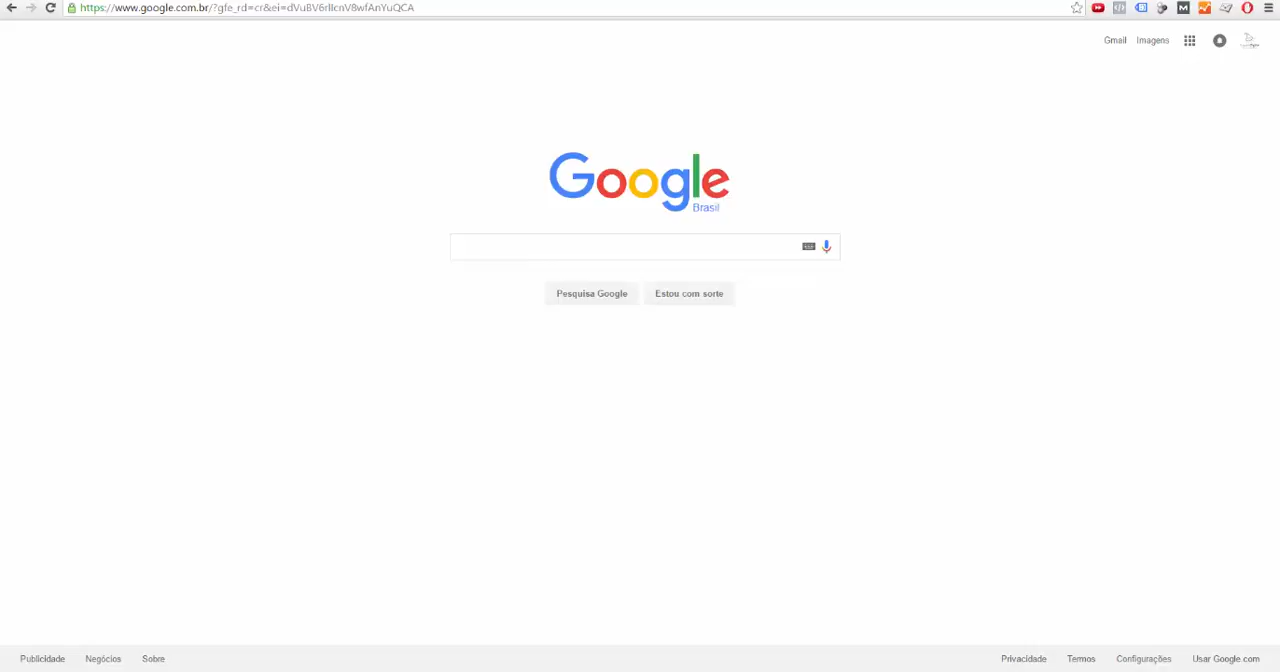 https://www.google.com.br/?gfe_rd=cr&ei=dVuBV6rlIcnV8wfAnYuQCA
Gmail Imagens
Google
Brasil
Pesquisa Google Estou com sorte
Publicidade Negócios Sobre Privacidade Termos Configurações Usar Google.com